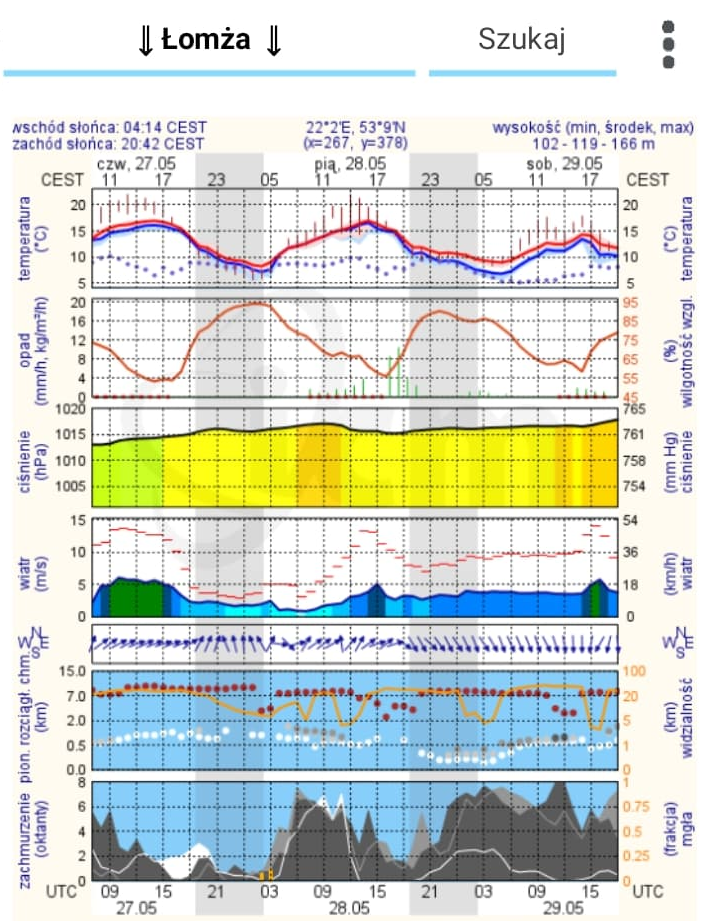 ⇓ Łomża ⇓ Szukaj
wschód słońca: 04:14 CEST 22°2'E, 53°9'N wysokość (min, środek, max)
zachód słońca: 20:42 CEST (x=267, y=378) 102 - 119 - 166 m
czw, 27.05 pią, 28.05 sob, 29.05
CEST 11 17 23 05 11 17 23 05 11 17 CEST
temperatura (°C)
20 15 10 5
20 15 10 5
temperatura (°C)
opad (mm/h, kg/m²/h)
20 16 12 8 4 0
95 85 75 65 55 45
wilgotność wzgl. (%)
ciśnienie (hPa)
1020 1015 1010 1005
765 761 758 754
ciśnienie (mm Hg)
wiatr (m/s)
15 10 5 0
54 36 18 0
wiatr (km/h)
N W E S
N W E S
pion. rozciągł. chm. (km)
15.0 7.0 2.0 0.5 0.0
100 20 5 1 0
widzialność (km)
zachmurzenie (oktanty)
8 6 4 2 0
1 0.75 0.5 0.25 0
mgła (frakcja)
UTC 09 15 21 03 09 15 21 03 09 15 UTC
27.05 28.05 29.05